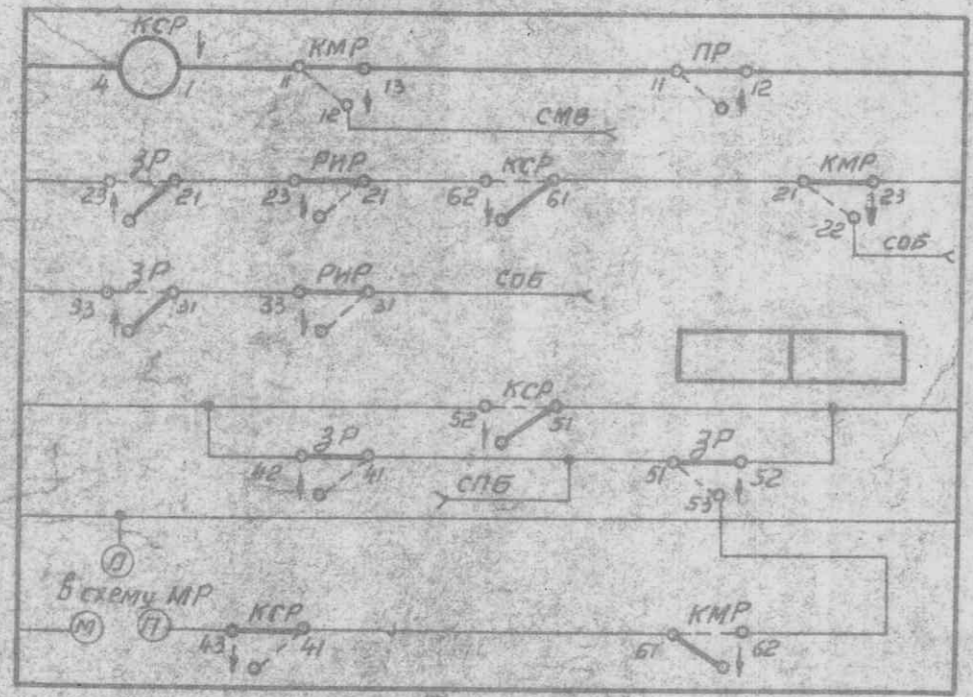 КСР
КМР
ПР
4 1 11 13 11 12
12 СМВ
ЗР РИР КСР КМР
23 21 23 21 62 61 21 23
22 СОБ
ЗР РИР СОБ
33 31 33 31
КСР
52 51
ЗР ЗР
42 41 51 52
СПБ 53
П
В схему МР
М П КСР КМР
43 41 61 62